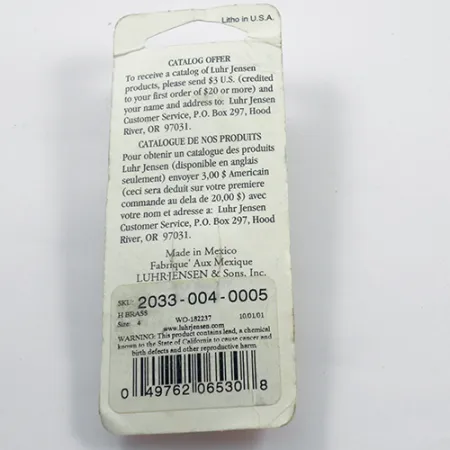 Litho in U.S.A.
CATALOG OFFER
To receive a catalog of Luhr Jensen
products, please send $3 U.S. (credited
to your first order of $20 or more) and
your name and address to: Luhr Jensen
Customer Service, P.O. Box 297, Hood
River, OR 97031.
CATALOGUE DE NOS PRODUITS
Pour obtenir un catalogue des produits
Luhr Jensen (disponible en anglais
seulement) envoyer 3,00 $ Americain
(ceci sera deduit sur votre premiere
commande au dela de 20,00 $) avec
votre nom et adresse a: Luhr Jensen
Customer Service, P.O. Box 297, Hood
River, OR 97031.
Made in Mexico
Fabrique' Aux Mexique
LUHR-JENSEN & Sons, Inc.
SKU: 2033-004-0005
H BRASS WO-182237 10/01/01
Size: 4 www.luhrjensen.com
WARNING: This product contains lead, a chemical
known to the State of California to cause cancer and
birth defects and other reproductive harm.
0 49762 06530 8